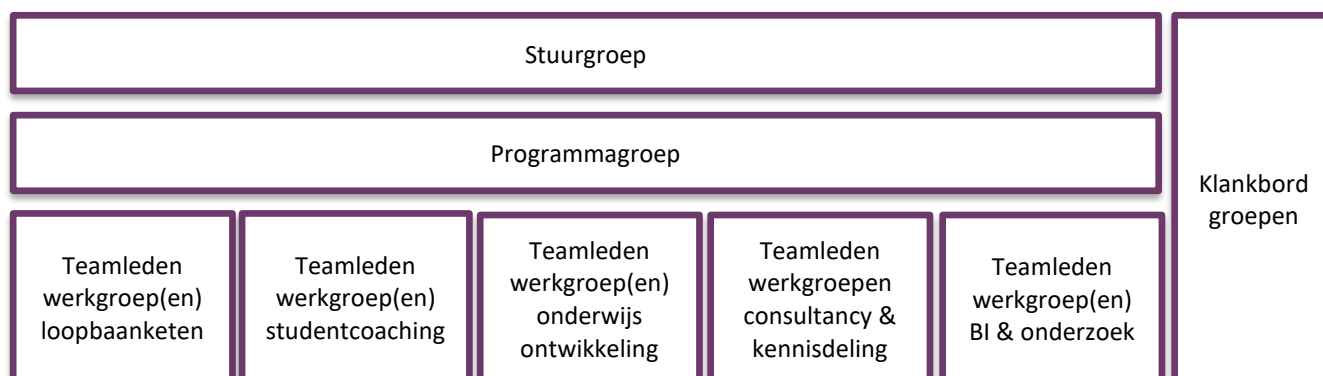 Stuurgroep
Programmagroep
Klankbord
groepen
Teamleden
werkgroep(en)
loopbaanketen
Teamleden
werkgroep(en)
studentcoaching
Teamleden
werkgroep(en)
onderwijs
ontwikkeling
Teamleden
werkgroepen
consultancy &
kennisdeling
Teamleden
werkgroep(en)
BI & onderzoek